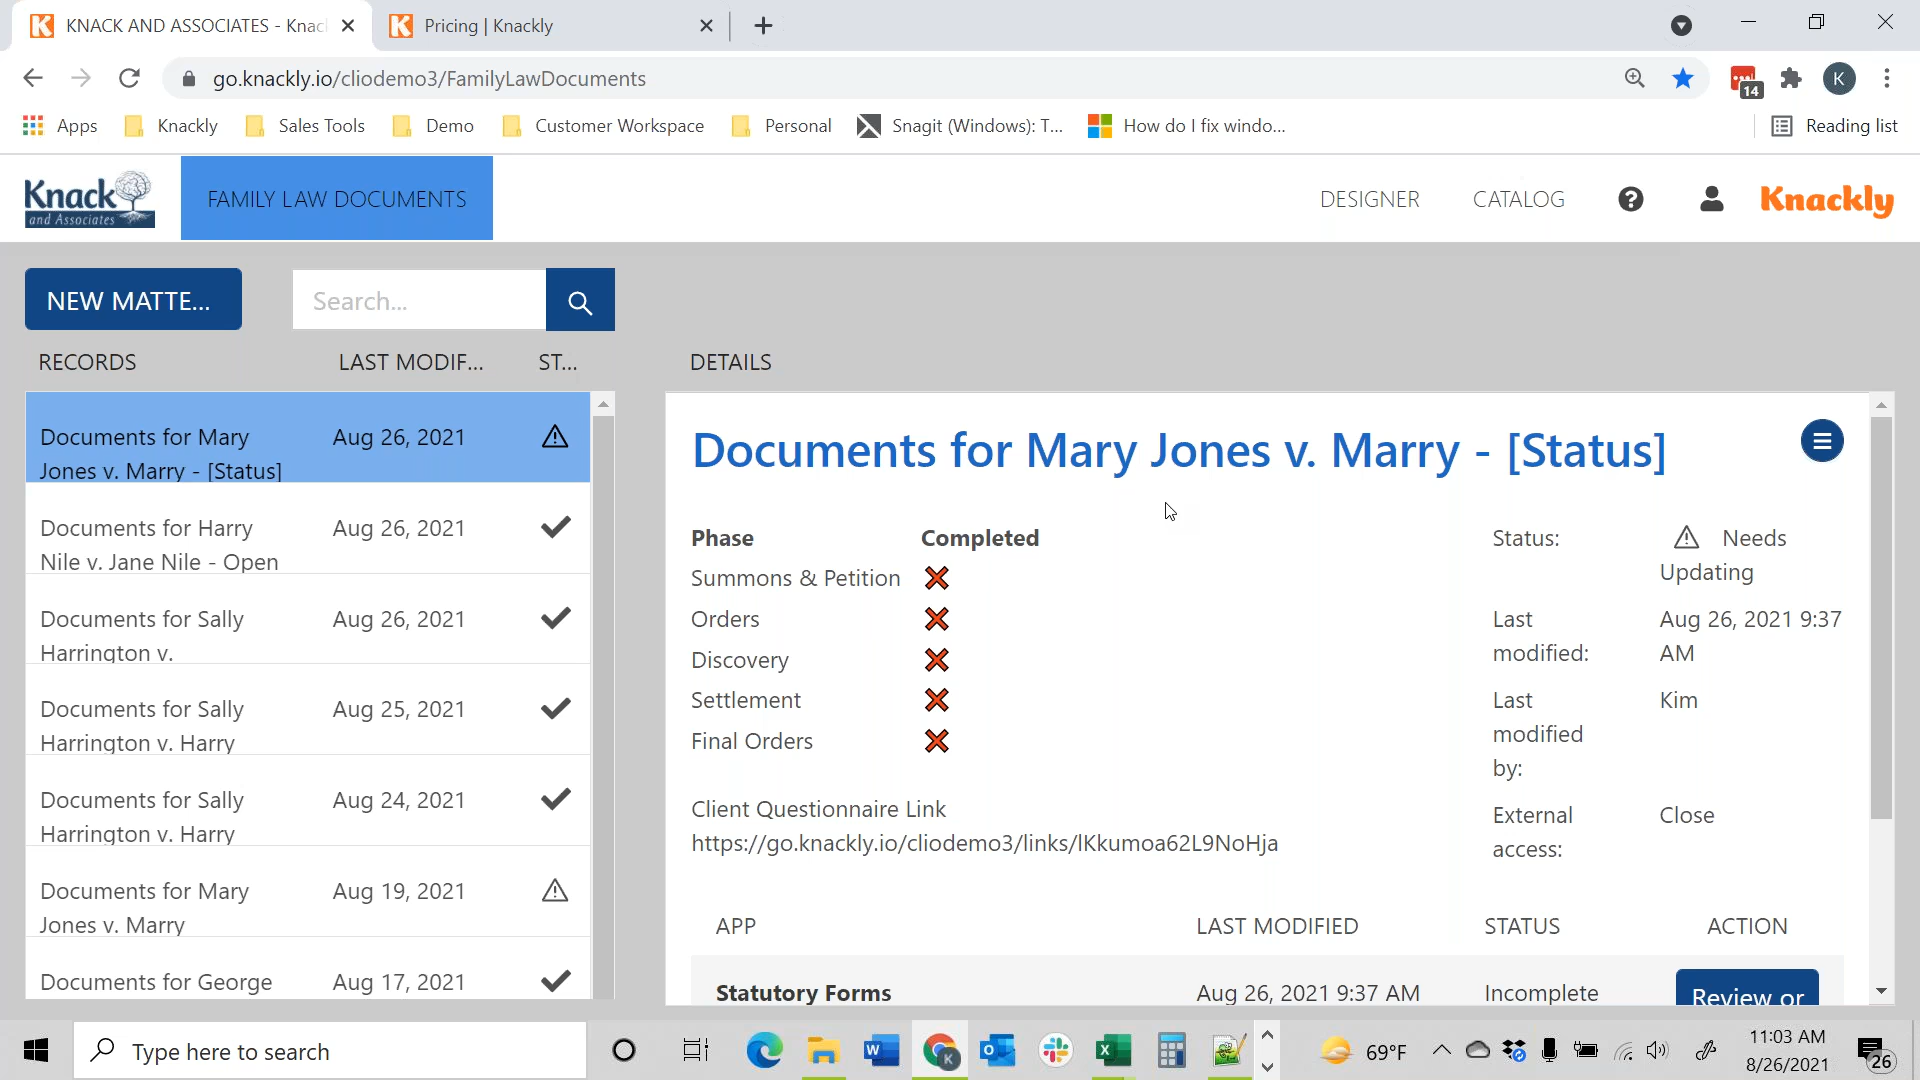 KNACK AND ASSOCIATES - Knac
Pricing | Knackly
go.knackly.io/cliodemo3/FamilyLawDocuments
14
K
Apps
Knackly
Sales Tools
Demo
Customer Workspace
Personal
Snagit (Windows): T...
How do I fix windo...
Reading list
Knack
and Associates
FAMILY LAW DOCUMENTS
DESIGNER
CATALOG
Knackly
NEW MATTE...
Search...
RECORDS
LAST MODIF...
ST...
DETAILS
Documents for Mary
Jones v. Marry - [Status]
Aug 26, 2021
Documents for Harry
Nile v. Jane Nile - Open
Aug 26, 2021
Documents for Sally
Harrington v.
Aug 26, 2021
Documents for Sally
Harrington v. Harry
Aug 25, 2021
Documents for Sally
Harrington v. Harry
Aug 24, 2021
Documents for Mary
Jones v. Marry
Aug 19, 2021
Documents for George
Aug 17, 2021
Documents for Mary Jones v. Marry - [Status]
Phase
Completed
Summons & Petition
Orders
Discovery
Settlement
Final Orders
Client Questionnaire Link
https://go.knackly.io/cliodemo3/links/lKkumoa62L9NoHja
Status:
Needs
Updating
Last
modified:
Aug 26, 2021 9:37
AM
Last
modified
by:
Kim
External
access:
Close
APP
LAST MODIFIED
STATUS
ACTION
Statutory Forms
Aug 26, 2021 9:37 AM
Incomplete
Review or
Type here to search
69°F
11:03 AM
8/26/2021
26